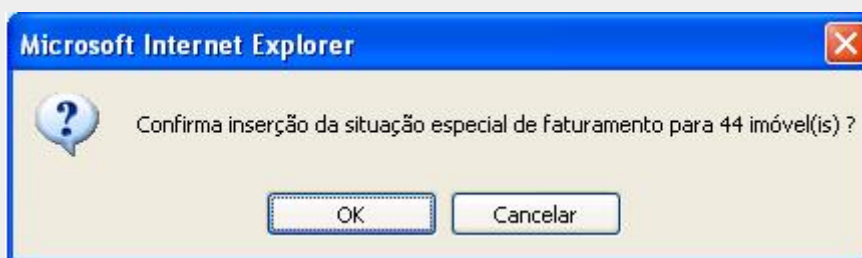 Microsoft Internet Explorer
Confirma inserção da situação especial de faturamento para 44 imóvel(is) ?
OK
Cancelar